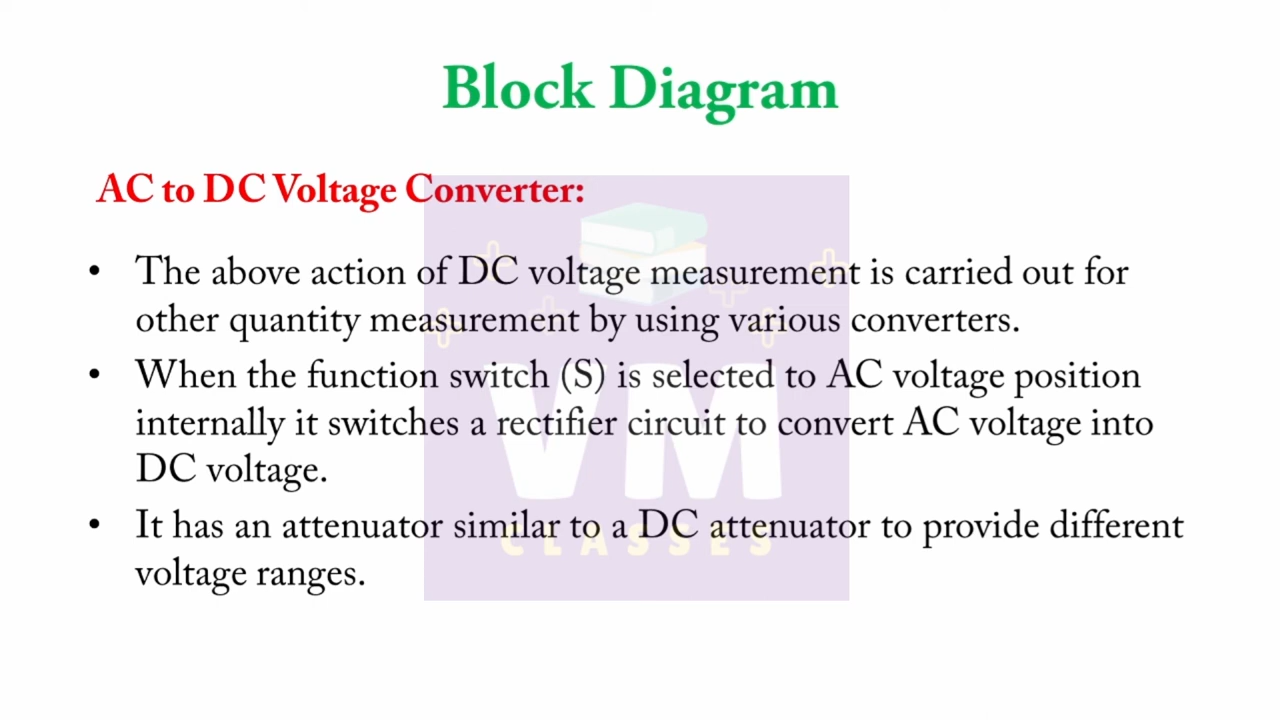 Block Diagram
AC to DC Voltage Converter:
• The above action of DC voltage measurement is carried out for
other quantity measurement by using various converters.
• When the function switch (S) is selected to AC voltage position
internally it switches a rectifier circuit to convert AC voltage into
DC voltage.
• It has an attenuator similar to a DC attenuator to provide different
voltage ranges.
VM
CLASSES